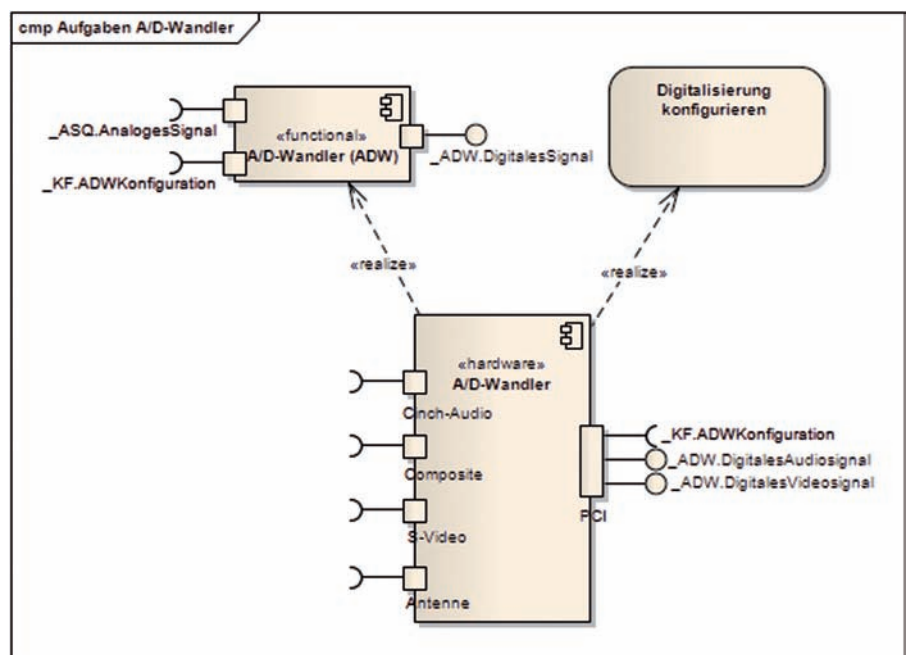 cmp Aufgaben A/D-Wandler
_ASQ.AnalogesSignal
_KF.ADWKonfiguration
«functional»
A/D-Wandler (ADW)
_ADW.DigitalesSignal
Digitalisierung
konfigurieren
«realize»
«realize»
«hardware»
A/D-Wandler
Cinch-Audio
Composite
S-Video
Antenne
_KF.ADWKonfiguration
_ADW.DigitalesAudiosignal
_ADW.DigitalesVideosignal
PCI